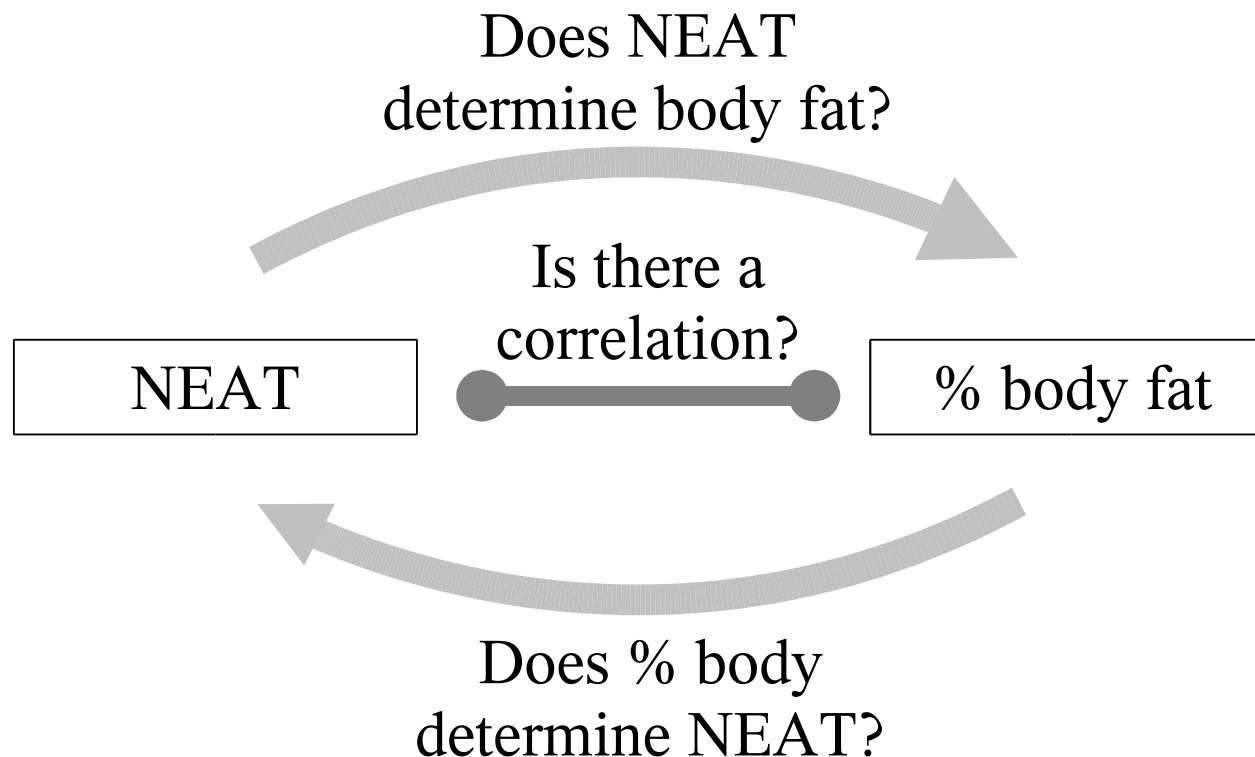 Does NEAT
determine body fat?
Is there a
correlation?
NEAT
% body fat
Does % body
determine NEAT?